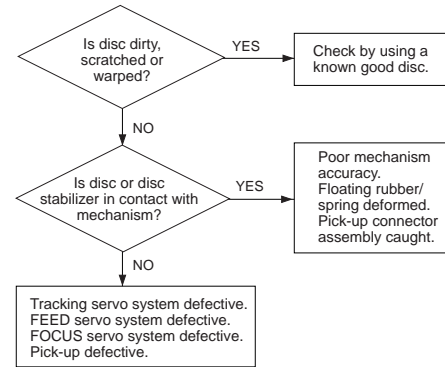 Is disc dirty,
scratched or
warped?
YES
Check by using a
known good disc.
NO
Is disc or disc
stabilizer in contact with
mechanism?
YES
Poor mechanism
accuracy.
Floating rubber/
spring deformed.
Pick-up connector
assembly caught.
NO
Tracking servo system defective.
FEED servo system defective.
FOCUS servo system defective.
Pick-up defective.